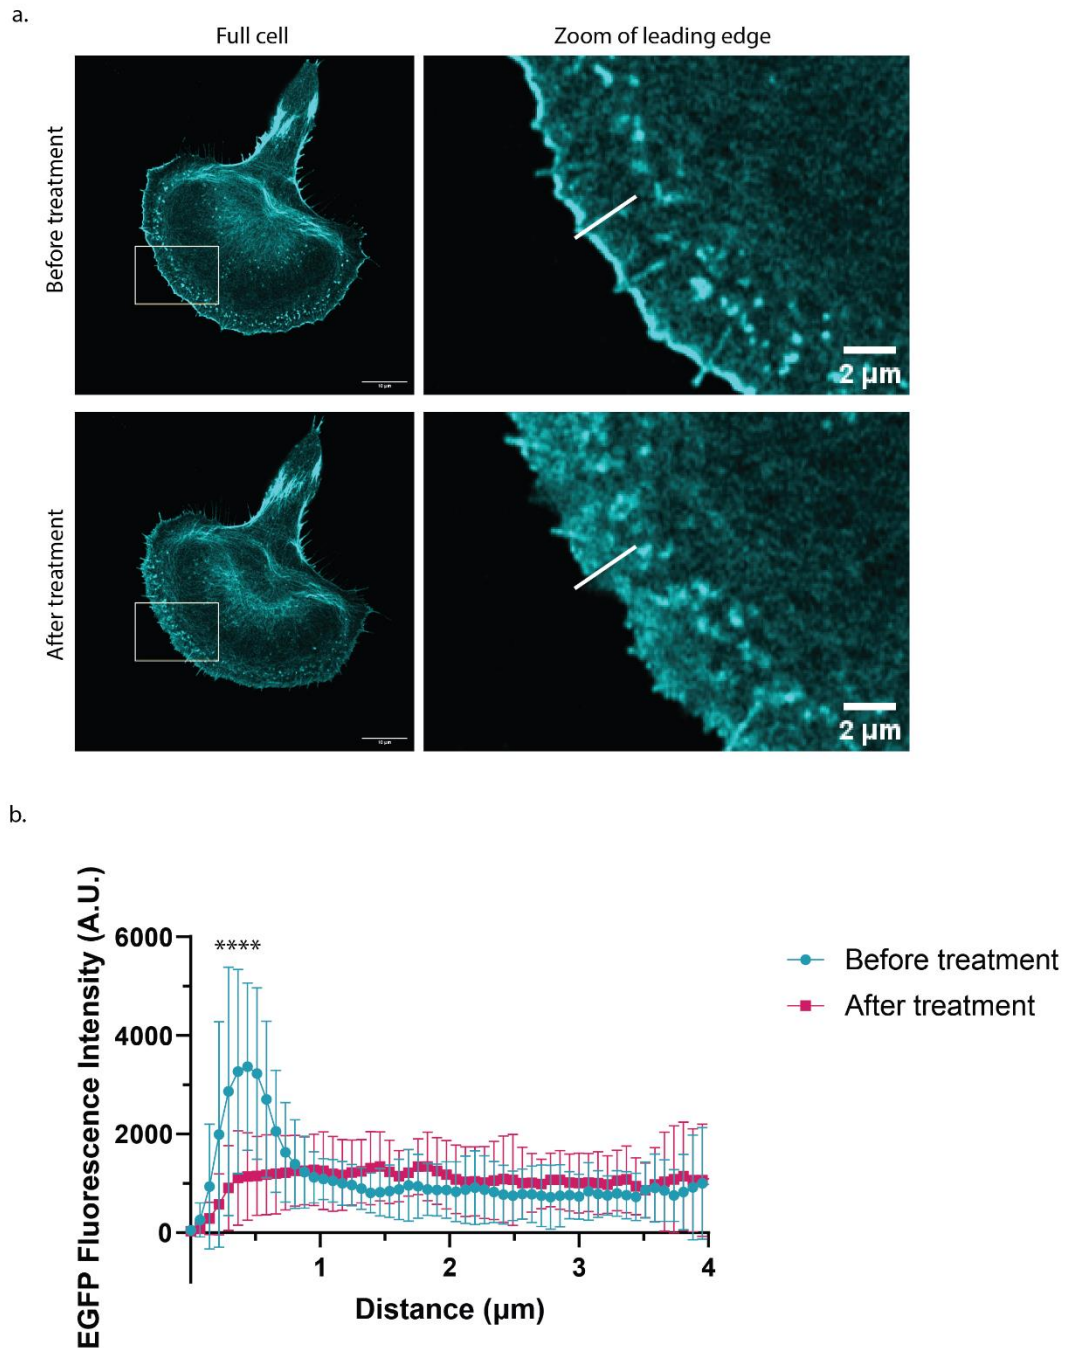 a.
Full cell
Zoom of leading edge
Before treatment
2 µm
After treatment
2 µm
b.
EGFP Fluorescence Intensity (A.U.)
6000
4000
2000
0
****
1
2
3
4
Distance (µm)
Before treatment
After treatment